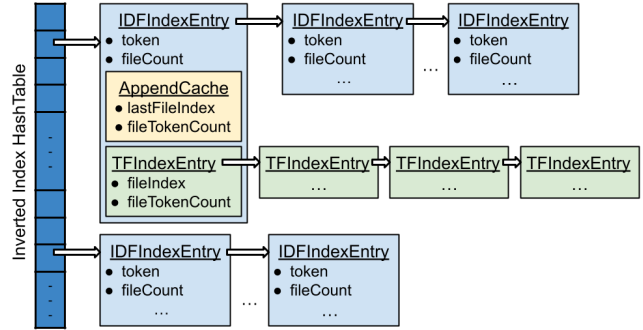 Inverted Index HashTable
IDFIndexEntry
● token
● fileCount
AppendCache
● lastFileIndex
● fileTokenCount
TFIndexEntry
● fileIndex
● fileTokenCount
IDFIndexEntry
● token
● fileCount
...
...
IDFIndexEntry
● token
● fileCount
...
TFIndexEntry
...
TFIndexEntry
...
TFIndexEntry
...
IDFIndexEntry
● token
● fileCount
...
...
IDFIndexEntry
● token
● fileCount
...